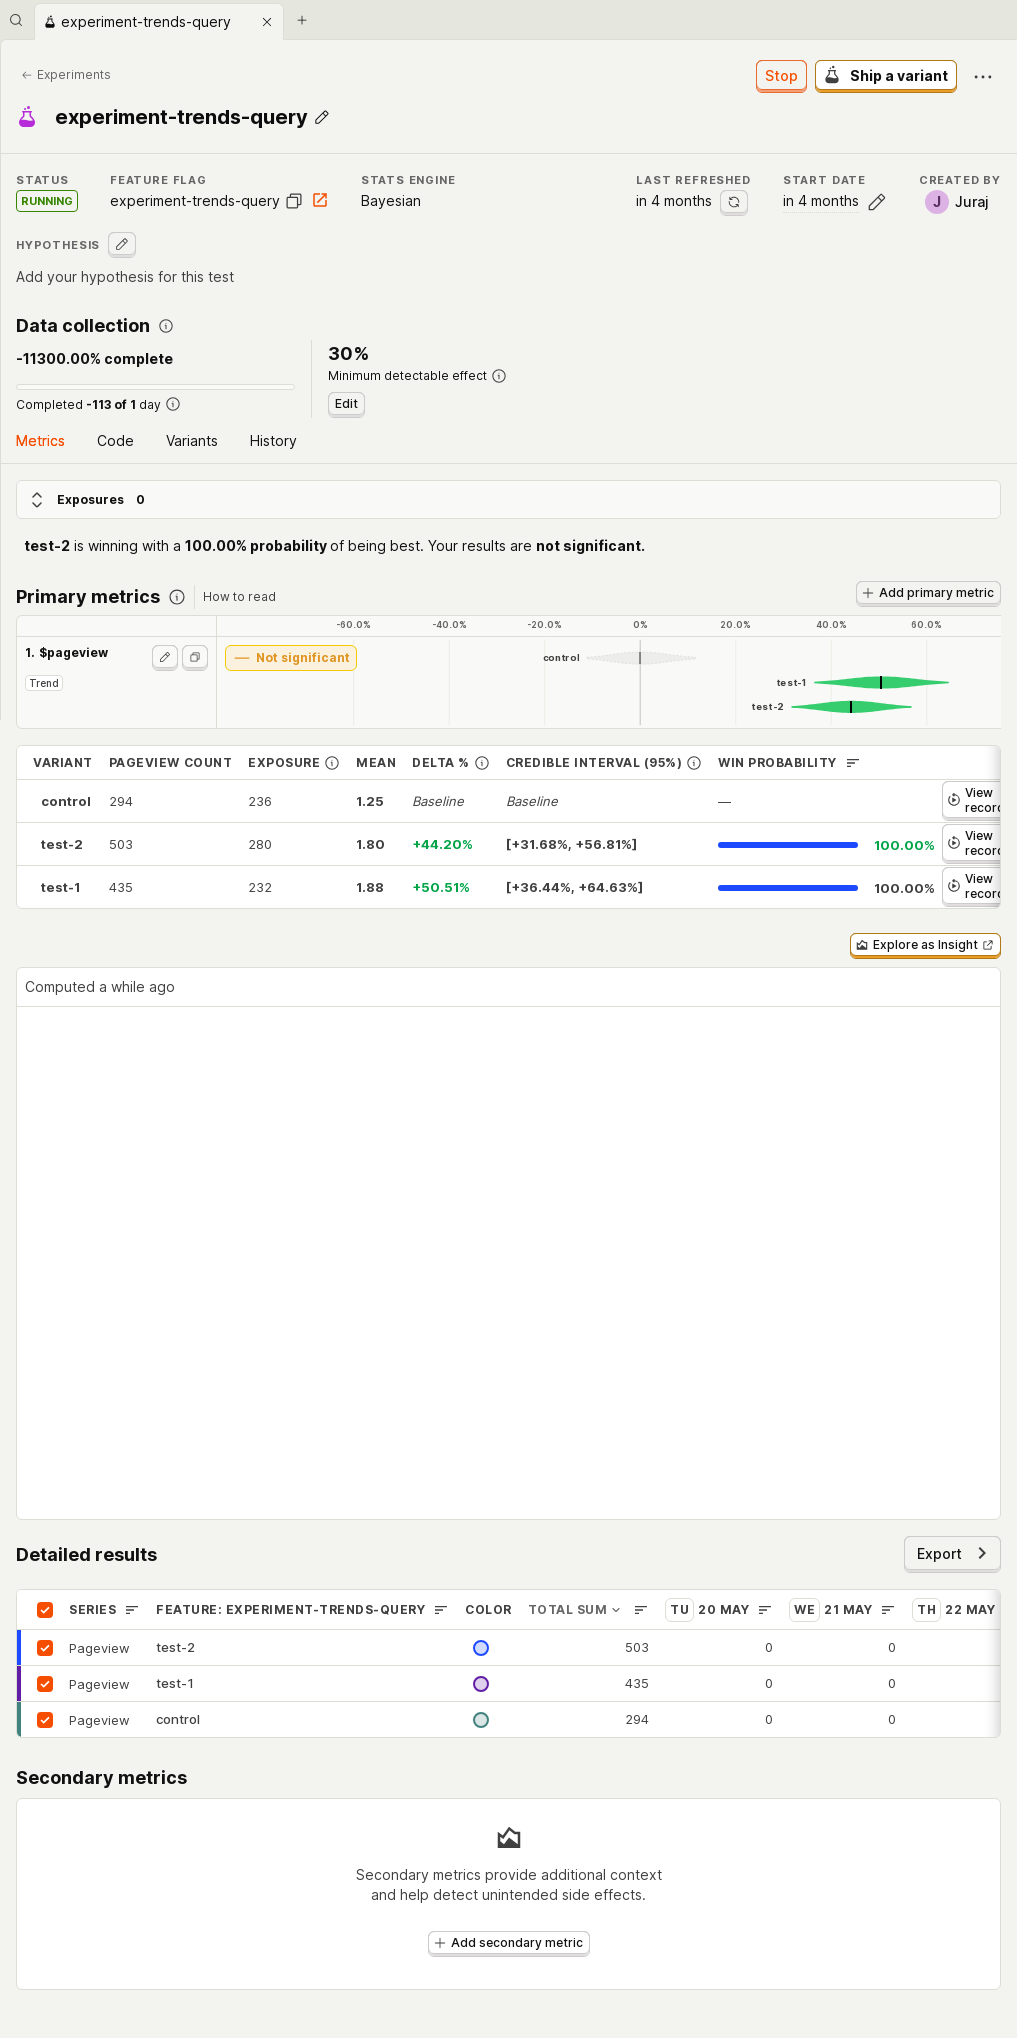 experiment-trends-query
Experiments
Stop
Ship a variant
experiment-trends-query
STATUS
FEATURE FLAG
STATS ENGINE
LAST REFRESHED
START DATE
CREATED BY
RUNNING
experiment-trends-query
Bayesian
in 4 months
in 4 months
J
Juraj
HYPOTHESIS
Add your hypothesis for this test
Data collection
-11300.00% complete
30%
Minimum detectable effect
Completed -113 of 1 day
Edit
Metrics
Code
Variants
History
Exposures 0
test-2 is winning with a 100.00% probability of being best. Your results are not significant.
Primary metrics
How to read
Add primary metric
-60.0%
-40.0%
-20.0%
0%
20.0%
40.0%
60.0%
1. $pageview
Trend
Not significant
control
test-1
test-2
VARIANT PAGEVIEW COUNT EXPOSURE MEAN DELTA % CREDIBLE INTERVAL (95%) WIN PROBABILITY
control 294 236 1.25 Baseline Baseline — View recor
test-2 503 280 1.80 +44.20% [+31.68%, +56.81%] 100.00% View recor
test-1 435 232 1.88 +50.51% [+36.44%, +64.63%] 100.00% View recor
Explore as Insight
Computed a while ago
Detailed results
Export
SERIES FEATURE: EXPERIMENT-TRENDS-QUERY COLOR TOTAL SUM TU 20 MAY WE 21 MAY TH 22 MAY
Pageview test-2 503 0 0
Pageview test-1 435 0 0
Pageview control 294 0 0
Secondary metrics
Secondary metrics provide additional context
and help detect unintended side effects.
Add secondary metric